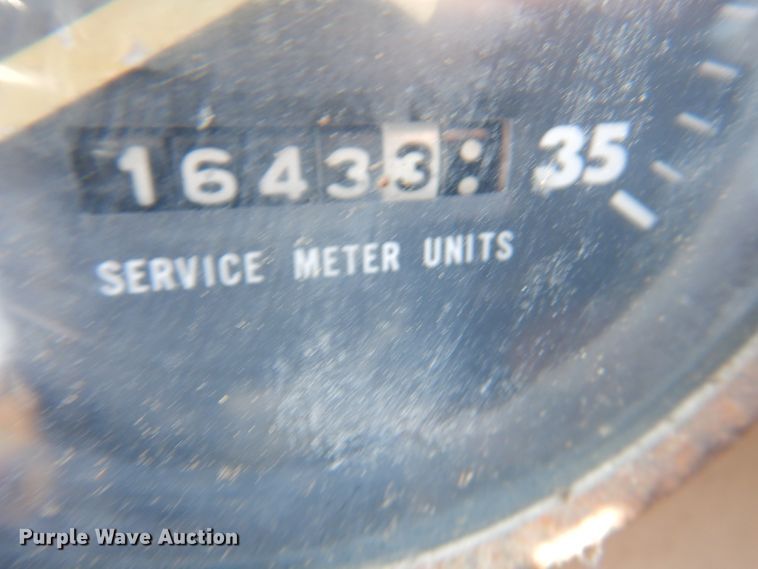 16433 35
SERVICE METER UNITS
Purple Wave Auction